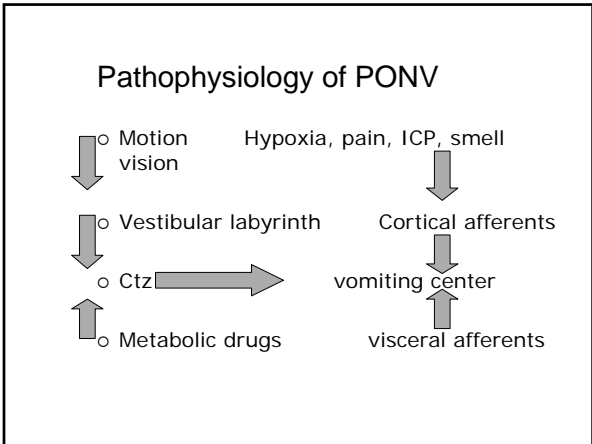 Pathophysiology of PONV
○ Motion vision
Hypoxia, pain, ICP, smell
○ Vestibular labyrinth
Cortical afferents
○ Ctz
vomiting center
○ Metabolic drugs
visceral afferents